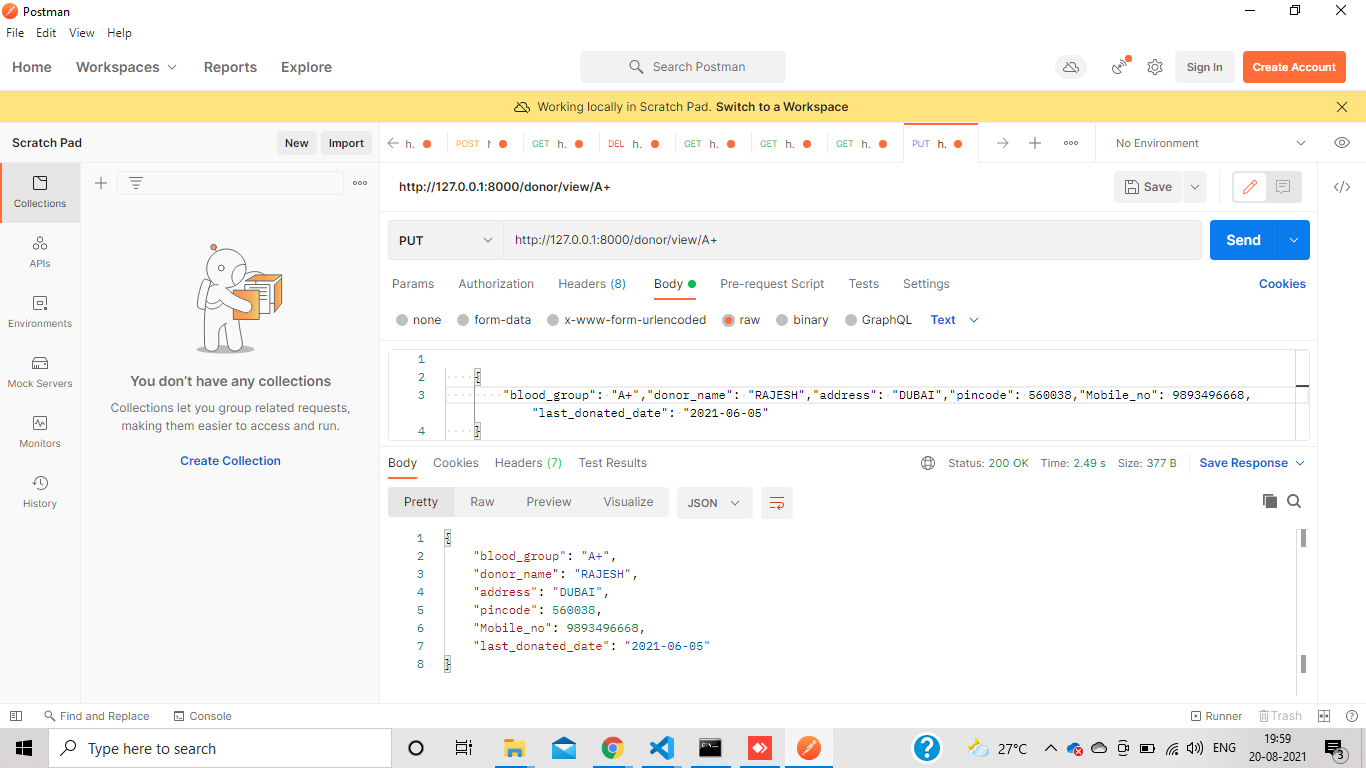 Postman
File Edit View Help
Home Workspaces Reports Explore Search Postman Sign In Create Account
Working locally in Scratch Pad. Switch to a Workspace
Scratch Pad New Import
h. POST GET h. DEL h. GET h. GET h. GET h. PUT h. No Environment
http://127.0.0.1:8000/donor/view/A+ Save
PUT http://127.0.0.1:8000/donor/view/A+ Send
Params Authorization Headers (8) Body Pre-request Script Tests Settings Cookies
none form-data x-www-form-urlencoded raw binary GraphQL Text
1
2 {
3 "blood_group": "A+","donor_name": "RAJESH","address": "DUBAI","pincode": 560038,"Mobile_no": 9893496668,
"last_donated_date": "2021-06-05"
4 }
Body Cookies Headers (7) Test Results Status: 200 OK Time: 2.49 s Size: 377 B Save Response
Pretty Raw Preview Visualize JSON
1 {
2 "blood_group": "A+",
3 "donor_name": "RAJESH",
4 "address": "DUBAI",
5 "pincode": 560038,
6 "Mobile_no": 9893496668,
7 "last_donated_date": "2021-06-05"
8 }
Collections
APIs
Environments
Mock Servers
Monitors
History
You don't have any collections
Collections let you group related requests,
making them easier to access and run.
Create Collection
Find and Replace Console Runner Trash
Type here to search 27°C ENG 19:59
20-08-2021 3